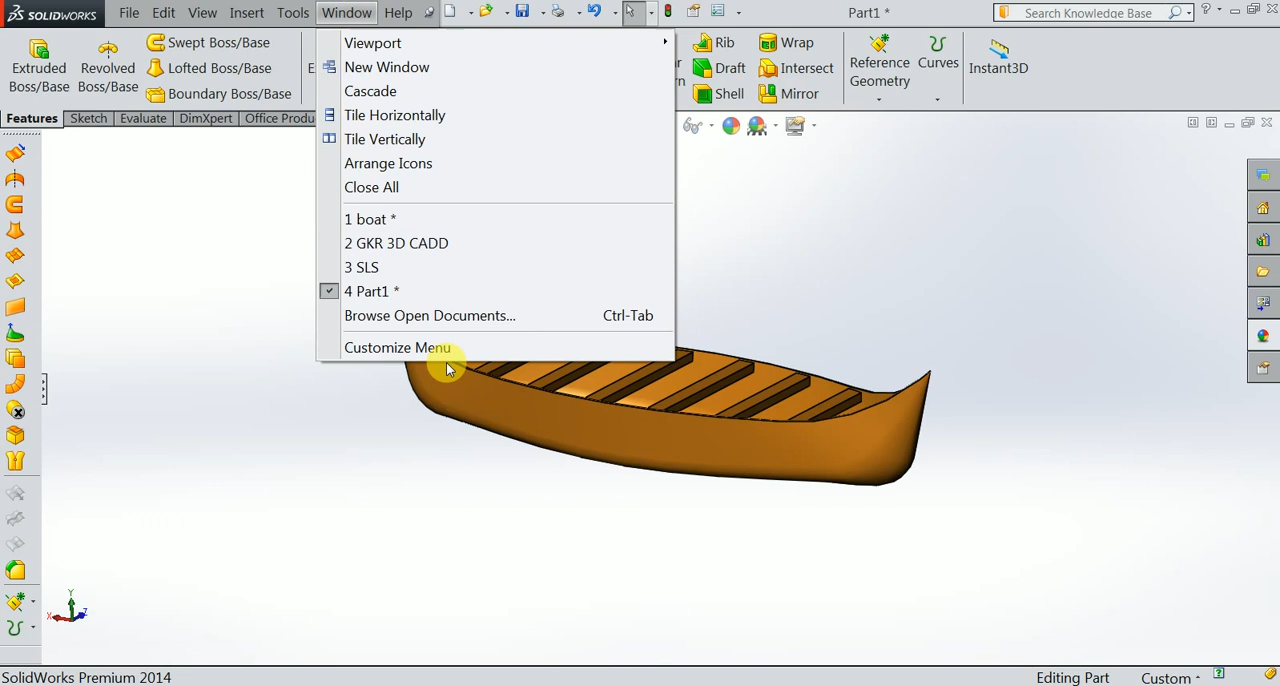 SOLIDWORKS File Edit View Insert Tools Window Help Part1 * Search Knowledge Base ?
Extruded Boss/Base
Revolved Boss/Base
Swept Boss/Base
Lofted Boss/Base
Boundary Boss/Base
Rib
Draft
Shell
Wrap
Intersect
Mirror
Reference Geometry
Curves
Instant3D
Features Sketch Evaluate DimXpert Office Produ
Viewport
New Window
Cascade
Tile Horizontally
Tile Vertically
Arrange Icons
Close All
1 boat *
2 GKR 3D CADD
3 SLS
4 Part1 *
Browse Open Documents... Ctrl-Tab
Customize Menu
Y
X
Z
SolidWorks Premium 2014 Editing Part Custom ?